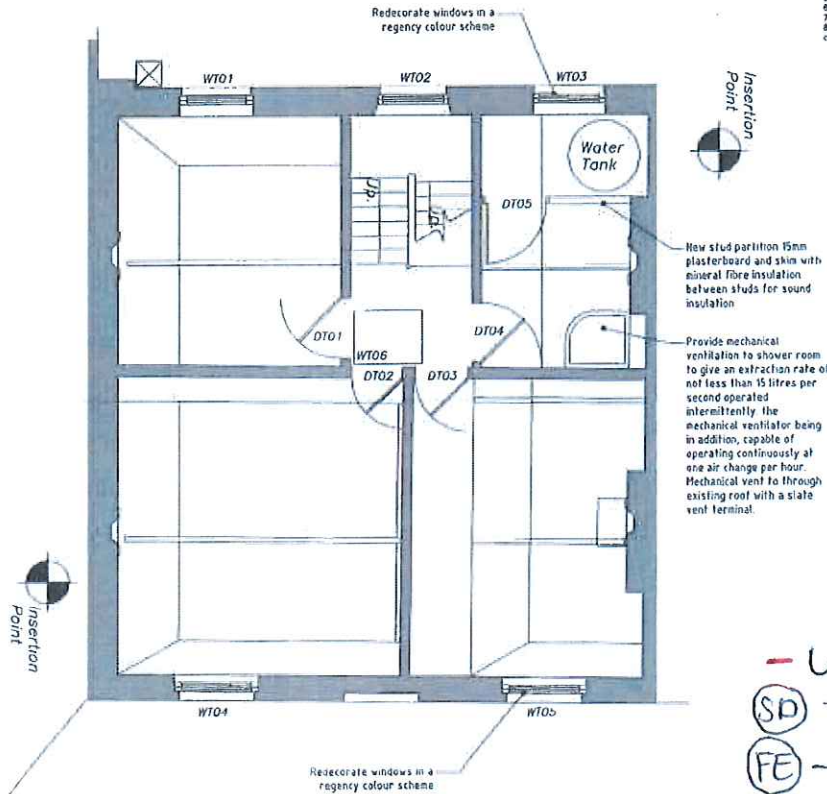 Redecorate windows in a
regency colour scheme
WT01
WT02
WT03
Insertion
Point
Water
Tank
Up.
Up.
DT05
New stud partition 15mm
plasterboard and skim with
mineral fibre insulation
between studs for sound
insulation
DT01
DT04
WT06
DT02
DT03
Provide mechanical
ventilation to shower room
to give an extraction rate of
not less than 15 litres per
second operated
intermittently. the
mechanical ventilator being
in addition, capable of
operating continuously at
one air change per hour.
Mechanical vent to through
existing roof with a slate
vent terminal.
Insertion
Point
WT04
WT05
Redecorate windows in a
regency colour scheme
SD
FE